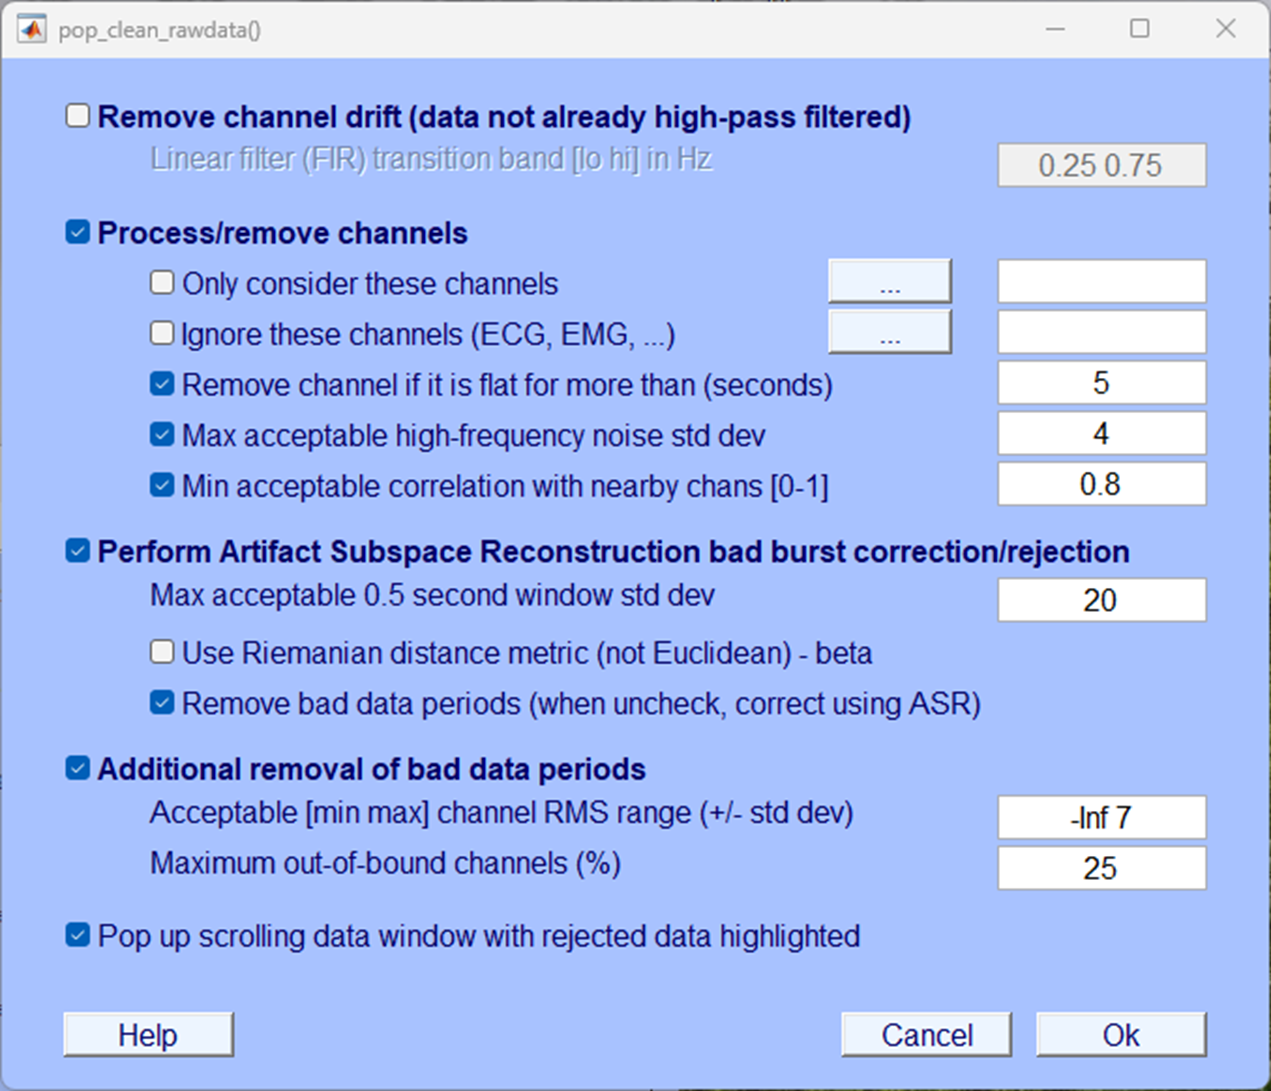 pop_clean_rawdata()
Remove channel drift (data not already high-pass filtered)
Linear filter (FIR) transition band [lo hi] in Hz 0.25 0.75
Process/remove channels
Only consider these channels ...
Ignore these channels (ECG, EMG, ...) ...
Remove channel if it is flat for more than (seconds) 5
Max acceptable high-frequency noise std dev 4
Min acceptable correlation with nearby chans [0-1] 0.8
Perform Artifact Subspace Reconstruction bad burst correction/rejection
Max acceptable 0.5 second window std dev 20
Use Riemanian distance metric (not Euclidean) - beta
Remove bad data periods (when uncheck, correct using ASR)
Additional removal of bad data periods
Acceptable [min max] channel RMS range (+/- std dev) -Inf 7
Maximum out-of-bound channels (%) 25
Pop up scrolling data window with rejected data highlighted
Help Cancel Ok